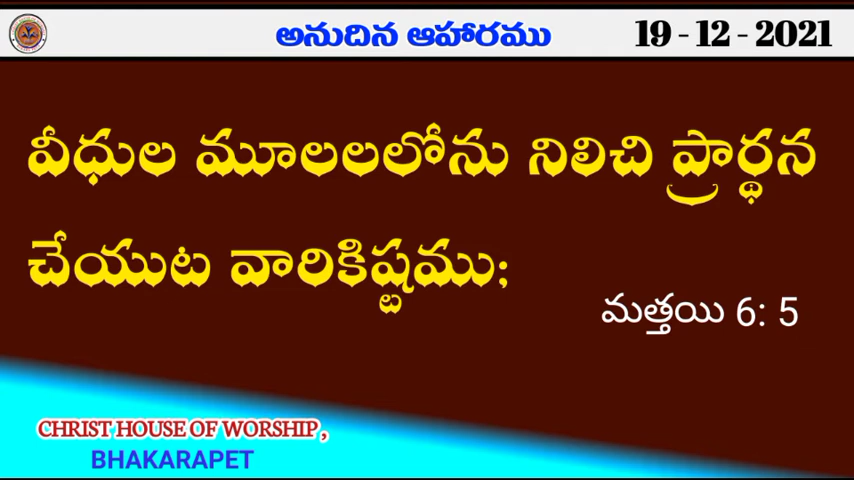 అనుదిన ఆహారము 19 - 12 - 2021
వీధుల మూలలలోను నిలిచి ప్రార్థన
చేయుట వారికిష్టము;
మత్తయి 6: 5
CHRIST HOUSE OF WORSHIP ,
BHAKARAPET